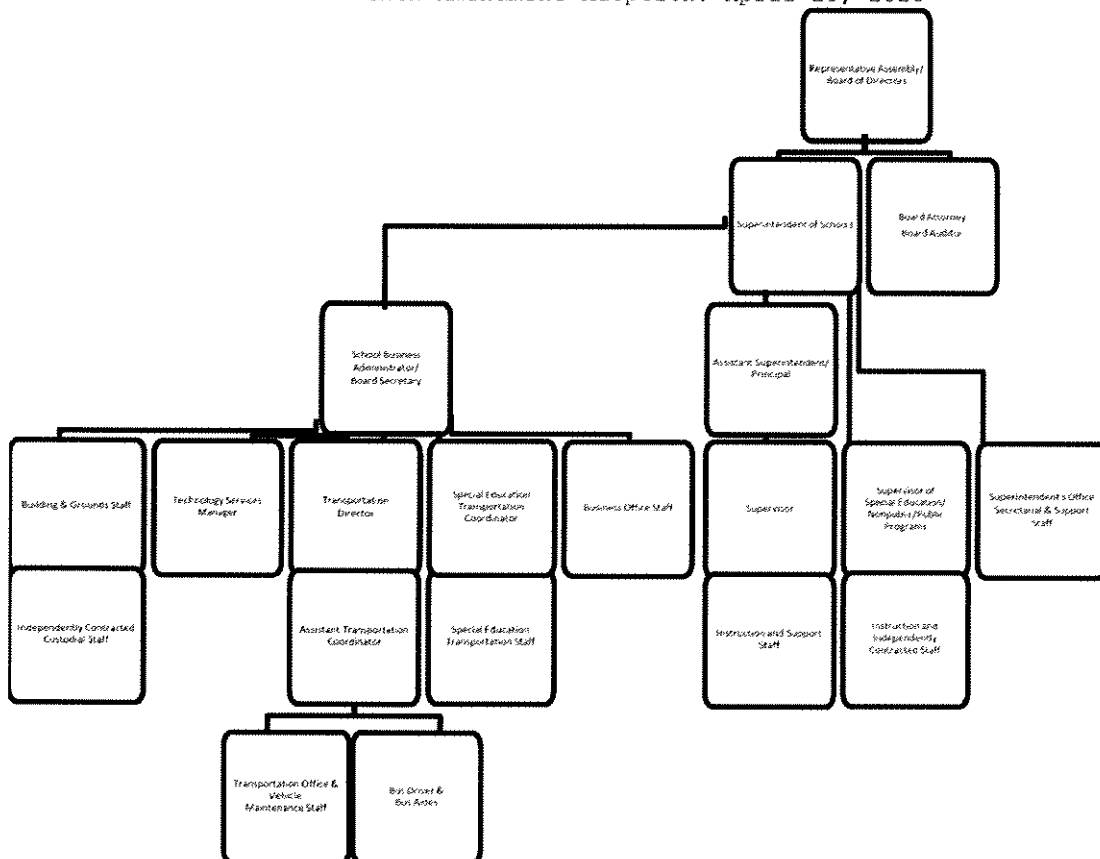 Representative Assembly/
Board of Directors
Superintendent of Schools
Board Attorney
Board Auditor
School Business
Administrator/
Board Secretary
Assistant Superintendent/
Principal
Building & Grounds Staff
Technology Services
Manager
Transportation
Director
Special Education
Transportation
Coordinator
Business Office Staff
Supervisor
Supervisor of
Special Education/
Nonpublic/Public
Programs
Superintendent's Office
Secretarial & Support
Staff
Independently Contracted
Custodial Staff
Assistant Transportation
Coordinator
Special Education
Transportation Staff
Instruction and Support
Staff
Instruction and
Independently
Contracted Staff
Transportation Office &
Vehicle
Maintenance Staff
Bus Driver &
Bus Aides